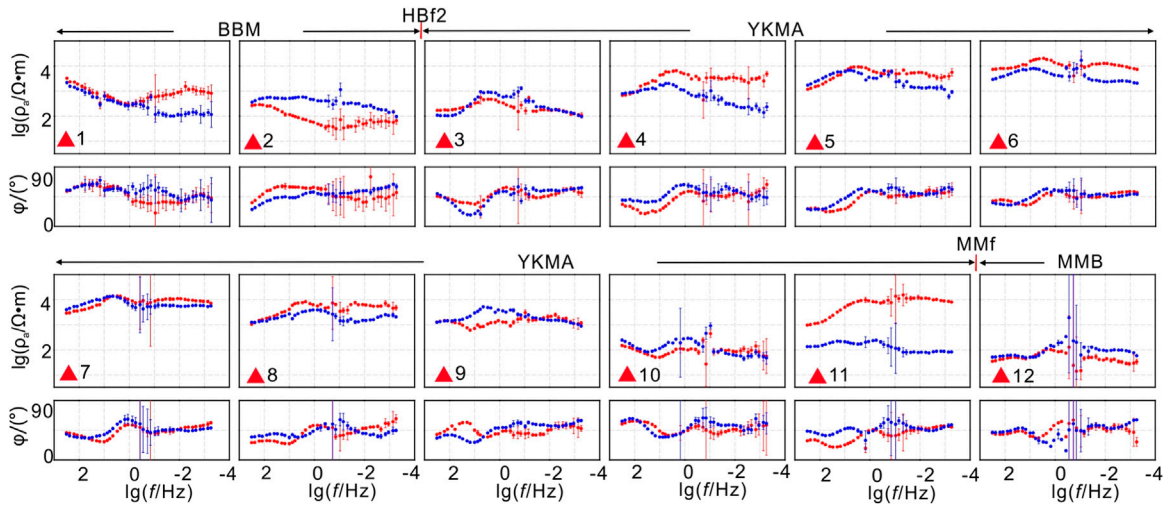 BBM HBf2 YKMA
lg(ρa/Ω•m) 4 2
1 2 3 4 5 6
φ/(°) 90 0
YKMA MMf MMB
lg(ρa/Ω•m) 4 2
7 8 9 10 11 12
φ/(°) 90 0
2 0 -2 -4 2 0 -2 -4 2 0 -2 -4 2 0 -2 -4 2 0 -2 -4 2 0 -2 -4
lg(f/Hz) lg(f/Hz) lg(f/Hz) lg(f/Hz) lg(f/Hz) lg(f/Hz)